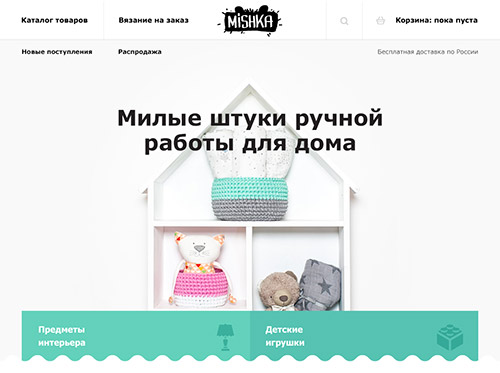 Каталог товаров
Вязание на заказ
MiSHKA
Корзина: пока пуста
Новые поступления
Распродажа
Бесплатная доставка по России
Милые штуки ручной
работы для дома
Предметы
интерьера
Детские
игрушки